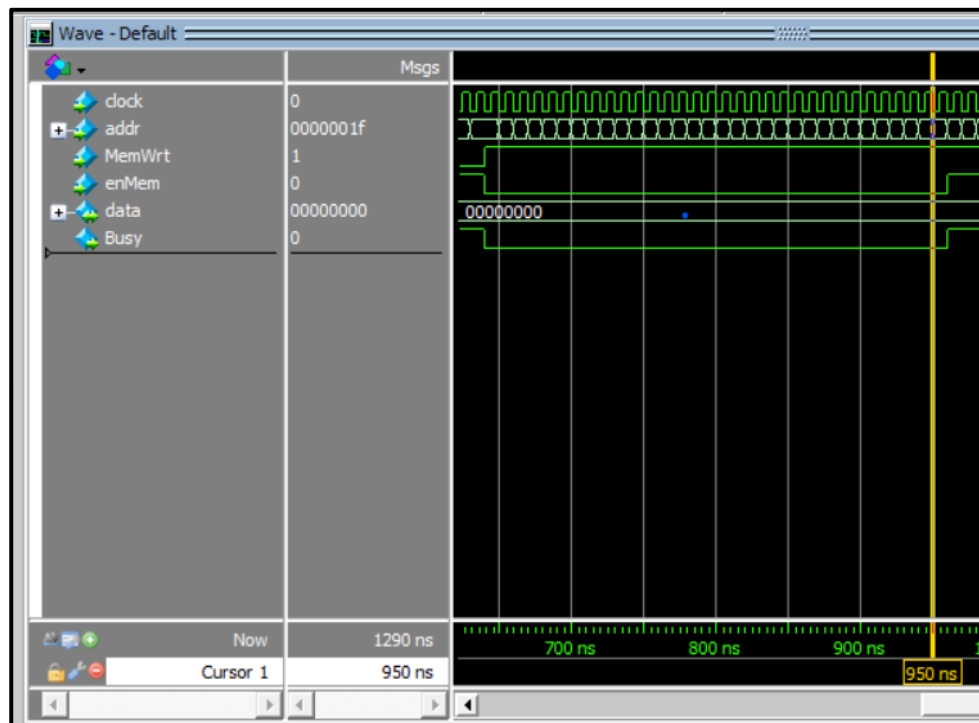 Wave - Default
Msgs
clock 0
addr 0000001f
MemWrt 1
enMem 0
data 00000000 00000000
Busy 0
Now 1290 ns 700 ns 800 ns 900 ns
Cursor 1 950 ns 950 ns